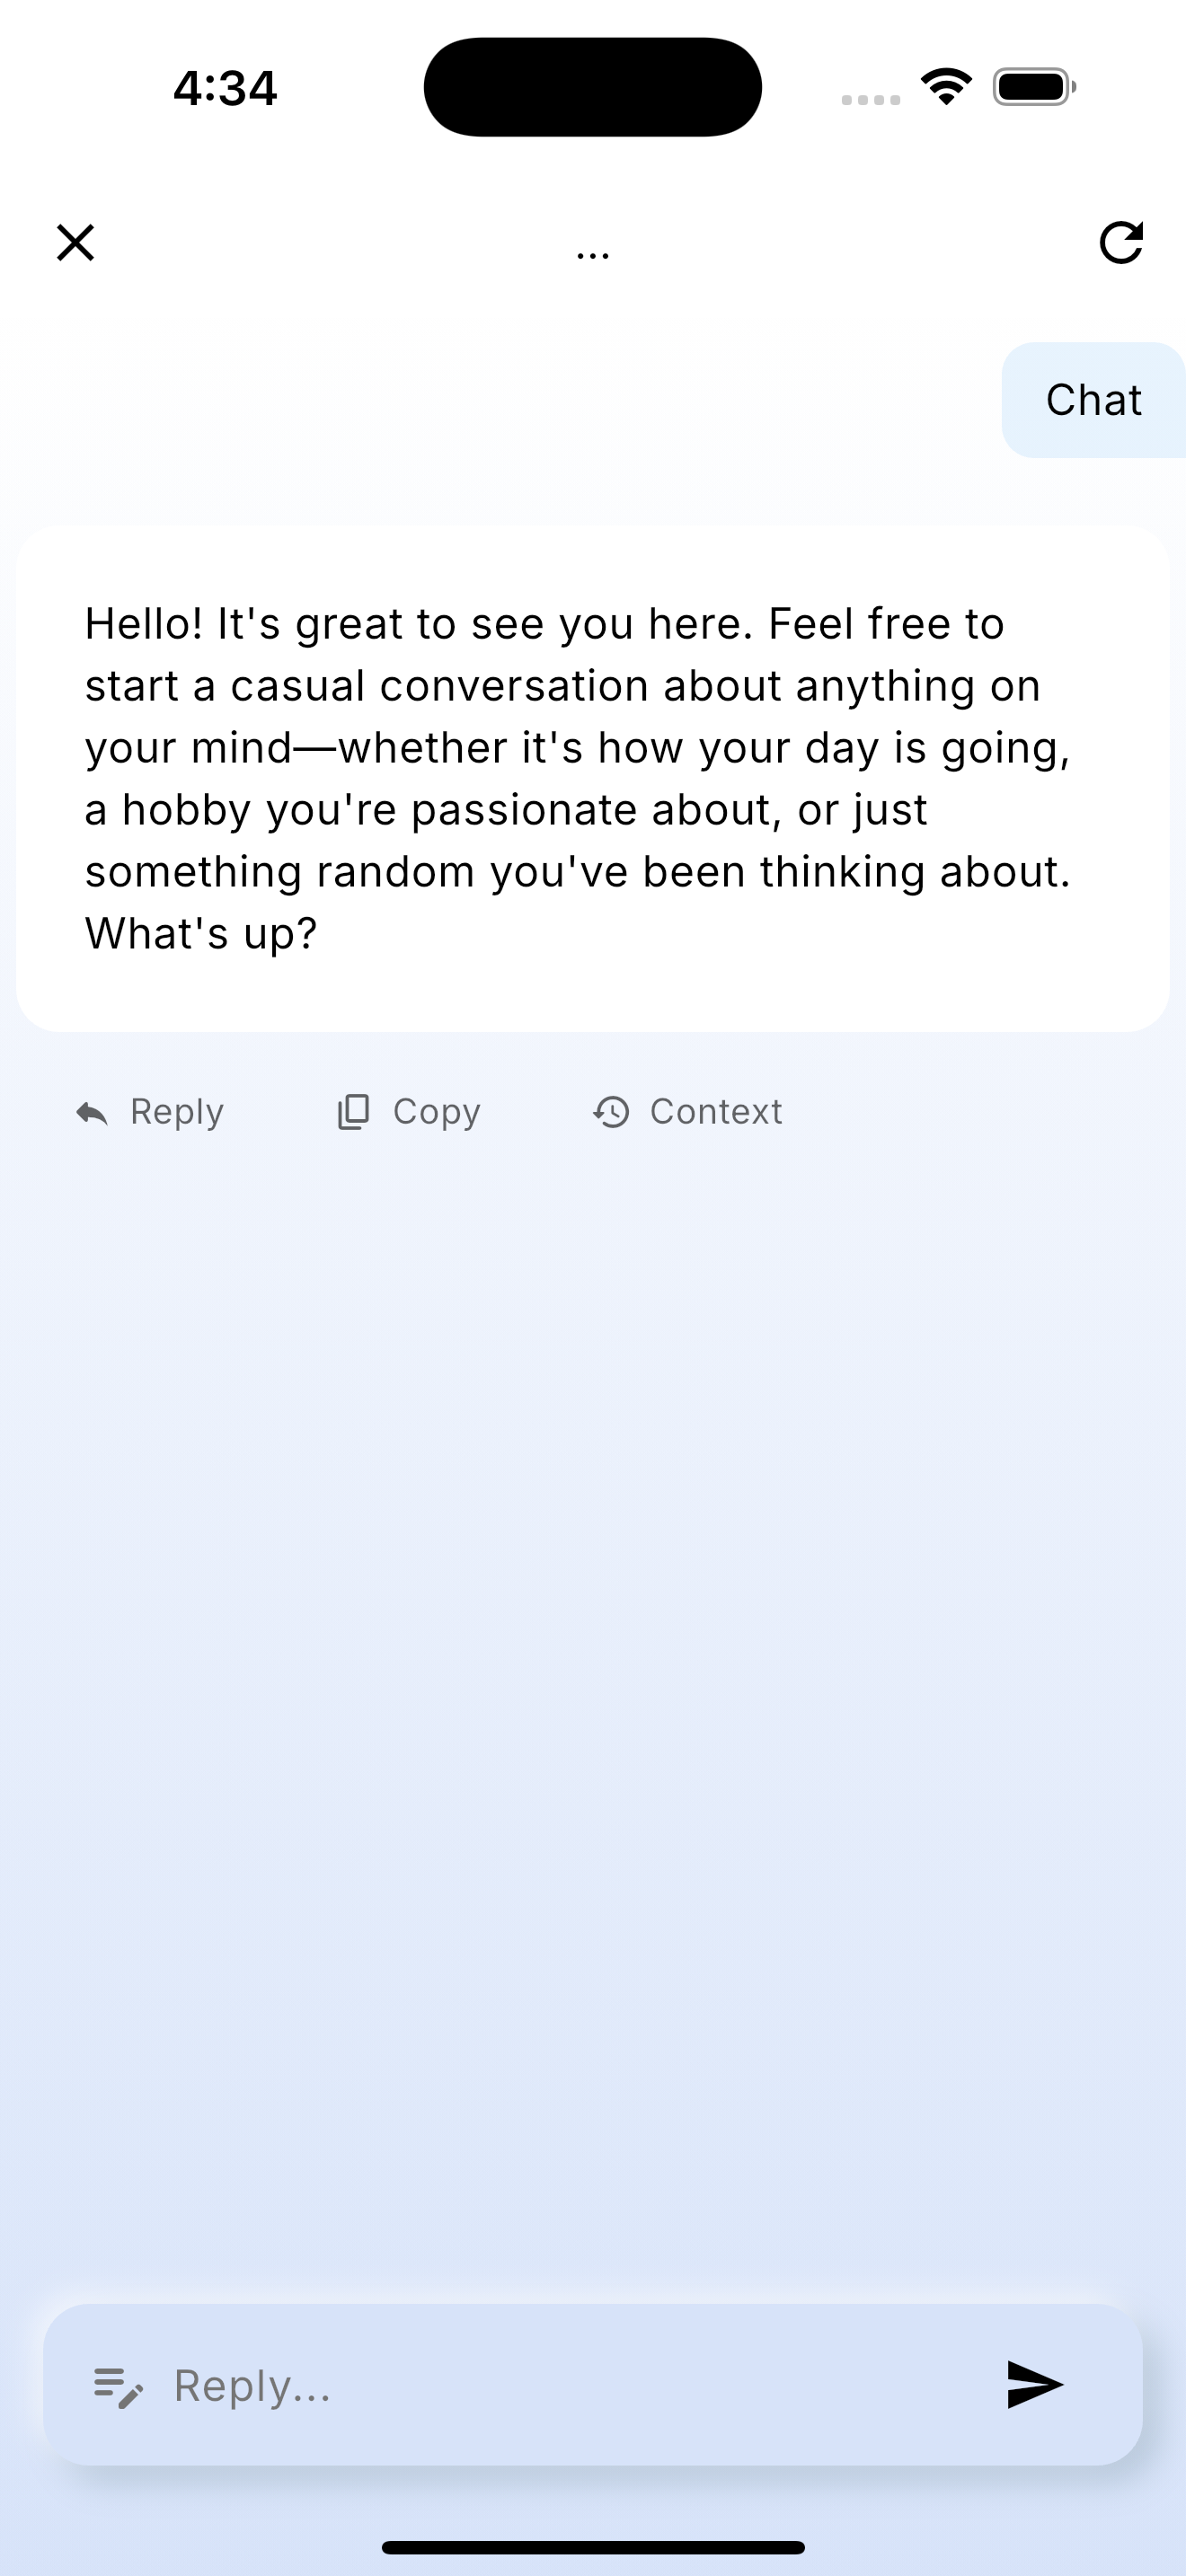 4:34
...
Chat
Hello! It's great to see you here. Feel free to
start a casual conversation about anything on
your mind—whether it's how your day is going,
a hobby you're passionate about, or just
something random you've been thinking about.
What's up?
Reply
Copy
Context
Reply...